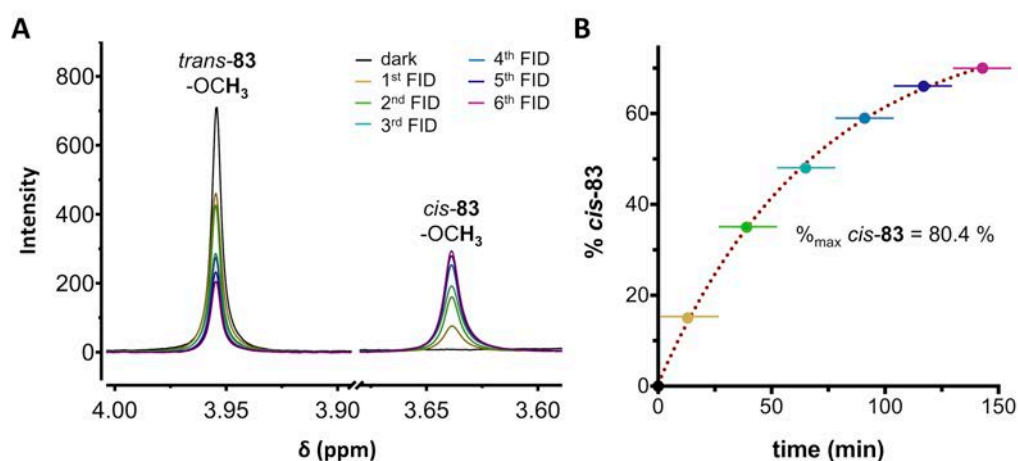 A
trans-83
-OCH3
dark
1st FID
2nd FID
3rd FID
4th FID
5th FID
6th FID
cis-83
-OCH3
Intensity
800
600
400
200
0
4.00
3.95
3.90
3.65
3.60
δ (ppm)
B
% cis-83
60
40
20
0
%max cis-83 = 80.4 %
0
50
100
150
time (min)